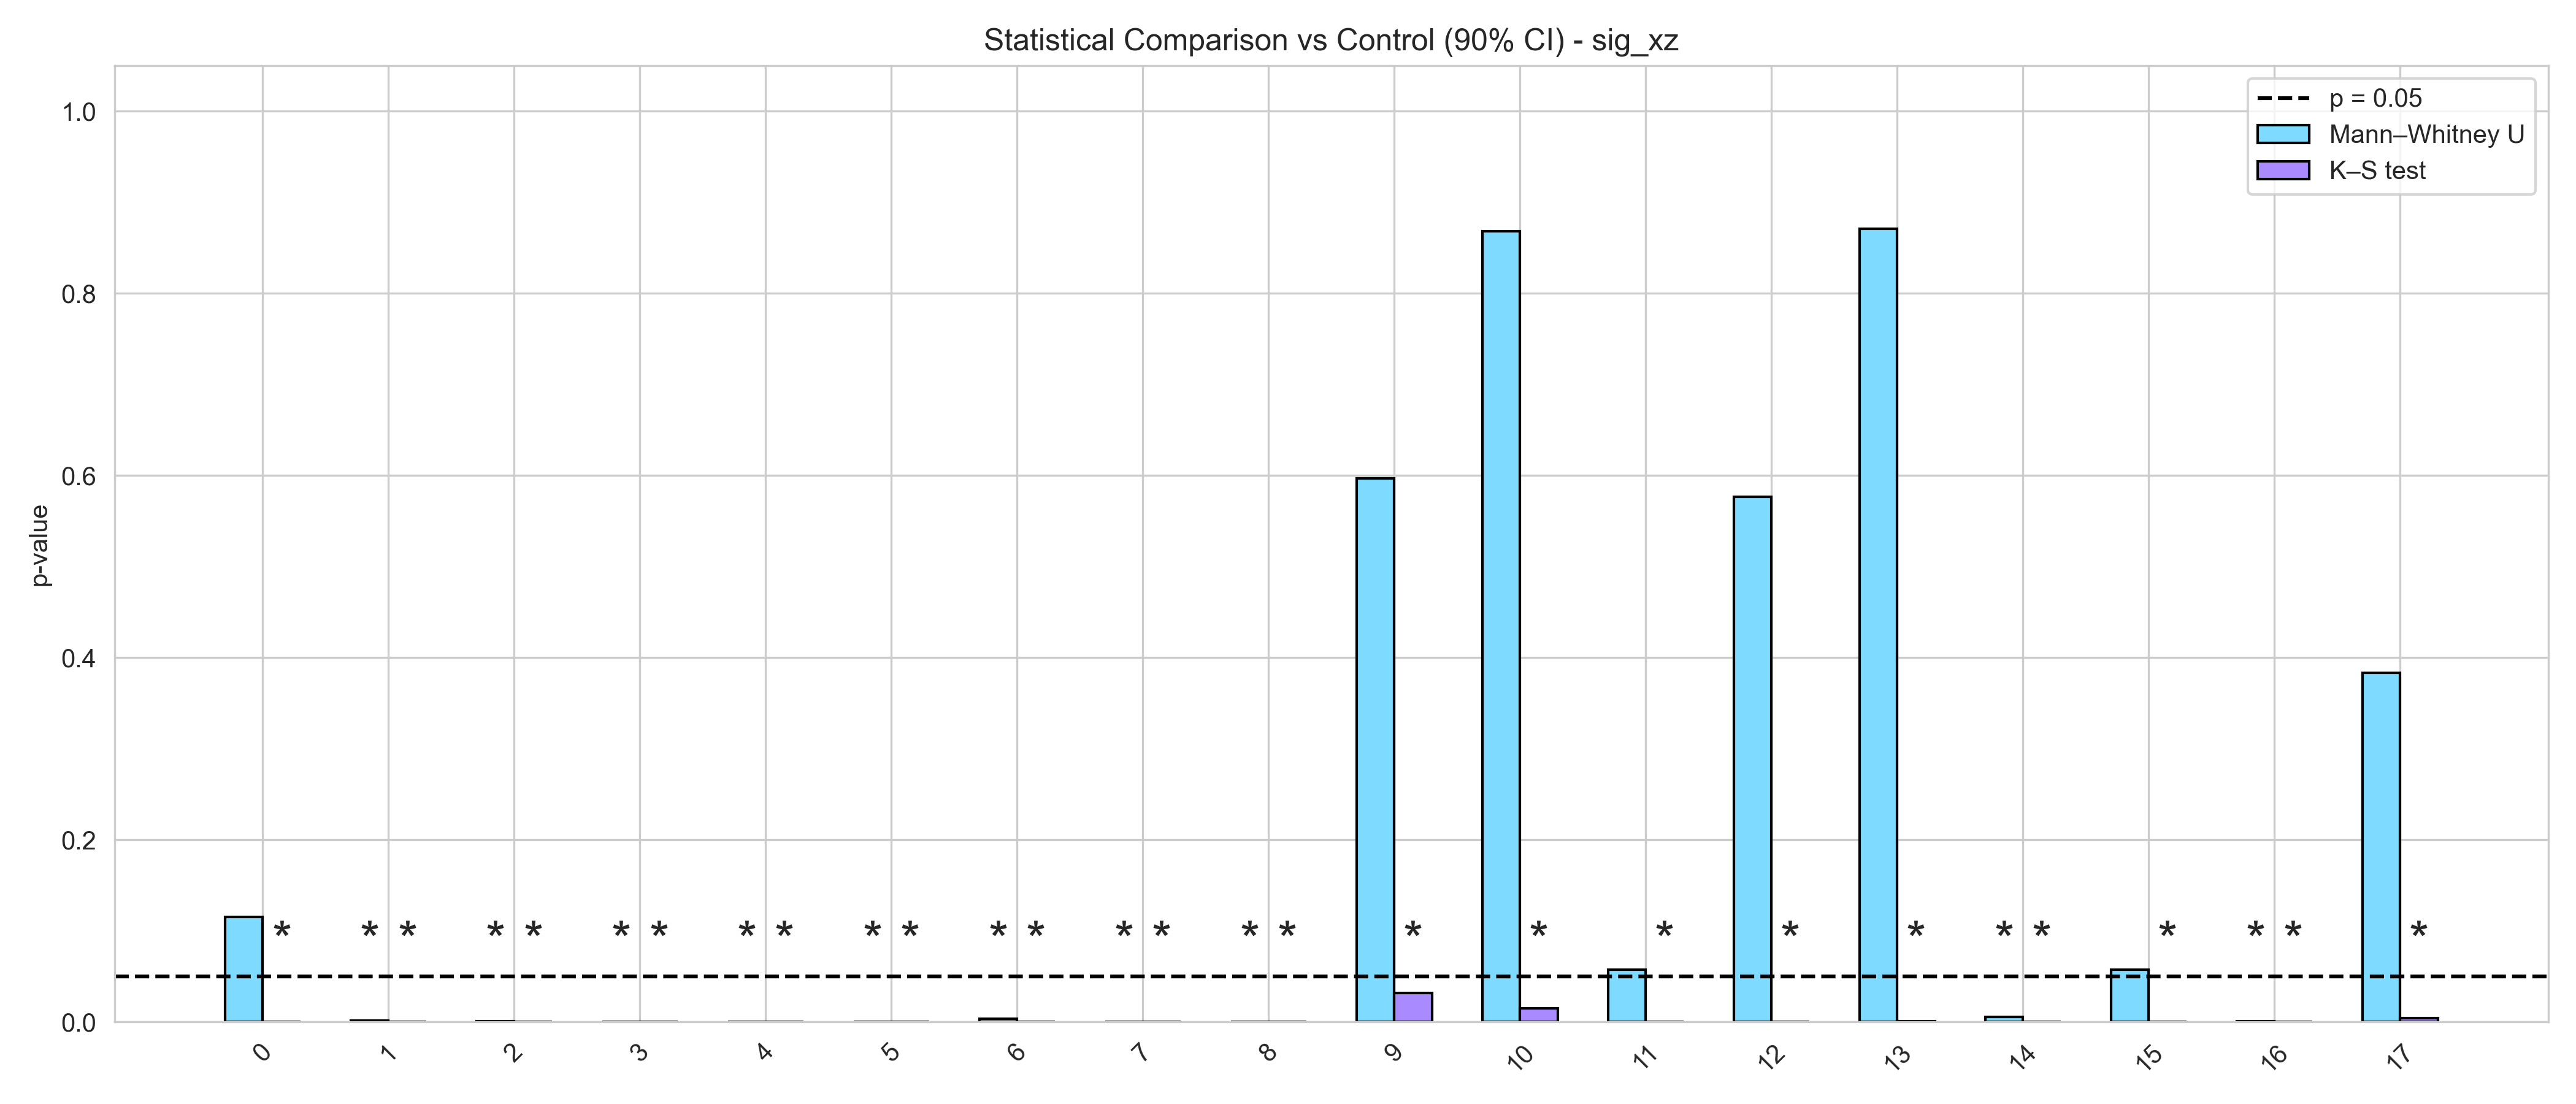 Statistical Comparison vs Control (90% CI) - sig_xz
p = 0.05
Mann–Whitney U
K–S test
p-value
1.0
0.8
0.6
0.4
0.2
0.0
* * * * * * * * * * * * * * * * * * * * * * * * * * * *
0 1 2 3 4 5 6 7 8 9 10 11 12 13 14 15 16 17